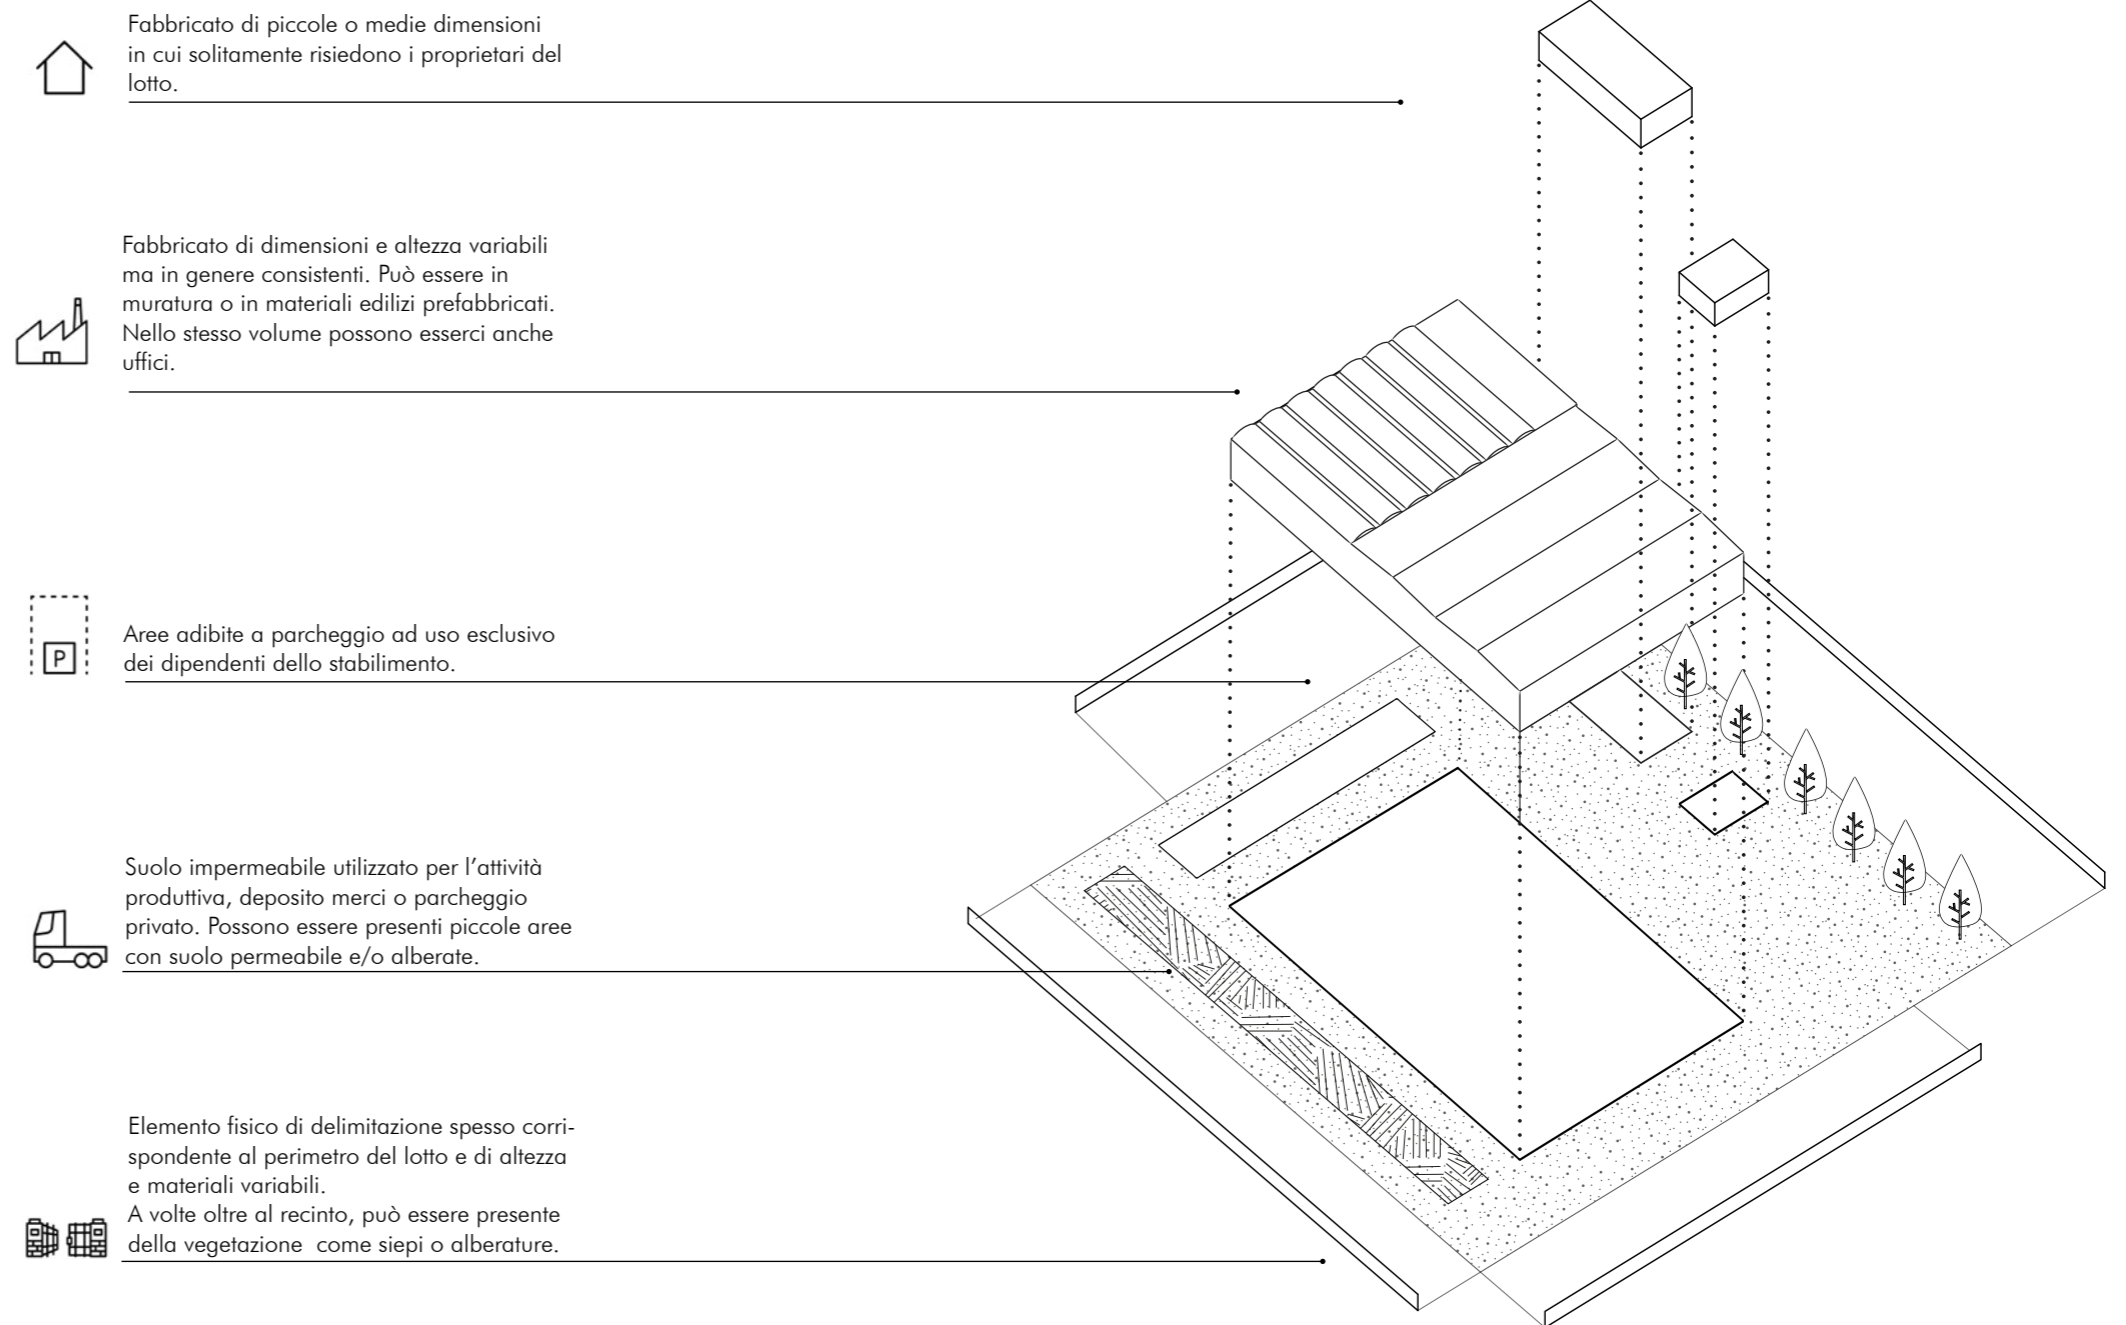 Fabbricato di piccole o medie dimensioni
in cui solitamente risiedono i proprietari del
lotto.
Fabbricato di dimensioni e altezza variabili
ma in genere consistenti. Può essere in
muratura o in materiali edilizi prefabbricati.
Nello stesso volume possono esserci anche
uffici.
P
Aree adibite a parcheggio ad uso esclusivo
dei dipendenti dello stabilimento.
Suolo impermeabile utilizzato per l'attività
produttiva, deposito merci o parcheggio
privato. Possono essere presenti piccole aree
con suolo permeabile e/o alberate.
Elemento fisico di delimitazione spesso corri-
spondente al perimetro del lotto e di altezza
e materiali variabili.
A volte oltre al recinto, può essere presente
della vegetazione  come siepi o alberature.